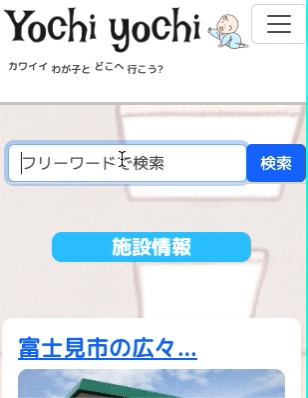 Yochi yochi
カワイイ わが子と どこへ 行こう?
フリーワードで検索
検索
施設情報
富士見市の広々...